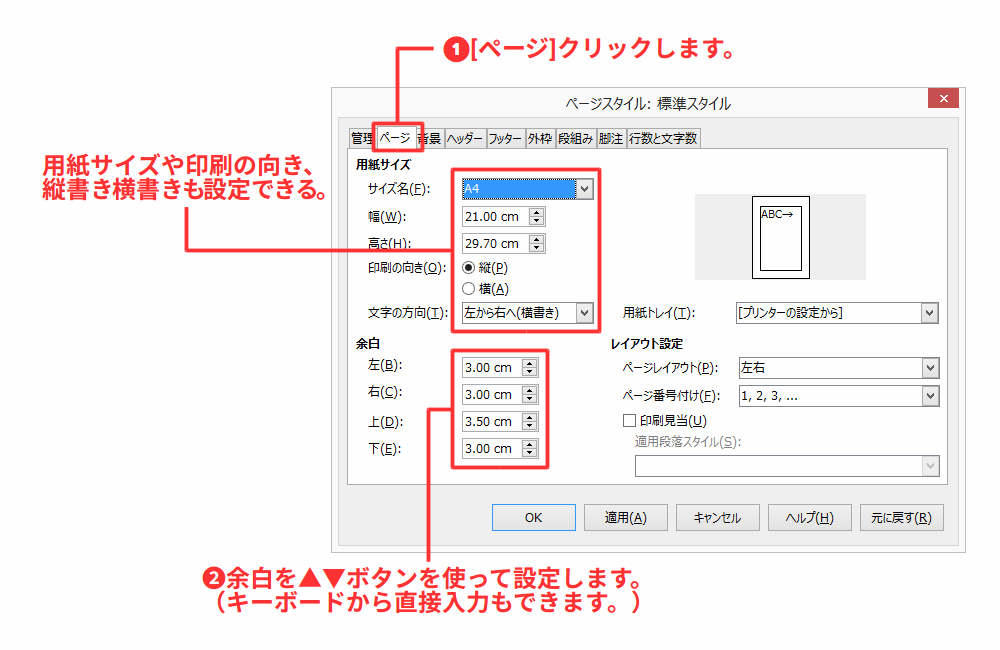 ❶[ページ]クリックします。
ページスタイル: 標準スタイル
管理 ページ 背景 ヘッダー フッター 外枠 段組み 脚注 行数と文字数
用紙サイズや印刷の向き、
縦書き横書きも設定できる。
用紙サイズ
サイズ名(F): A4
幅(W): 21.00 cm
高さ(H): 29.70 cm
印刷の向き(O): 縦(P)
横(A)
文字の方向(T): 左から右へ(横書き)
ABC→
用紙トレイ(T): [プリンターの設定から]
余白
左(B): 3.00 cm
右(C): 3.00 cm
上(D): 3.50 cm
下(E): 3.00 cm
レイアウト設定
ページレイアウト(P): 左右
ページ番号付け(F): 1, 2, 3, ...
印刷見当(U)
適用段落スタイル(S):
OK 適用(A) キャンセル ヘルプ(H) 元に戻す(R)
❷余白を▲▼ボタンを使って設定します。
（キーボードから直接入力もできます。）